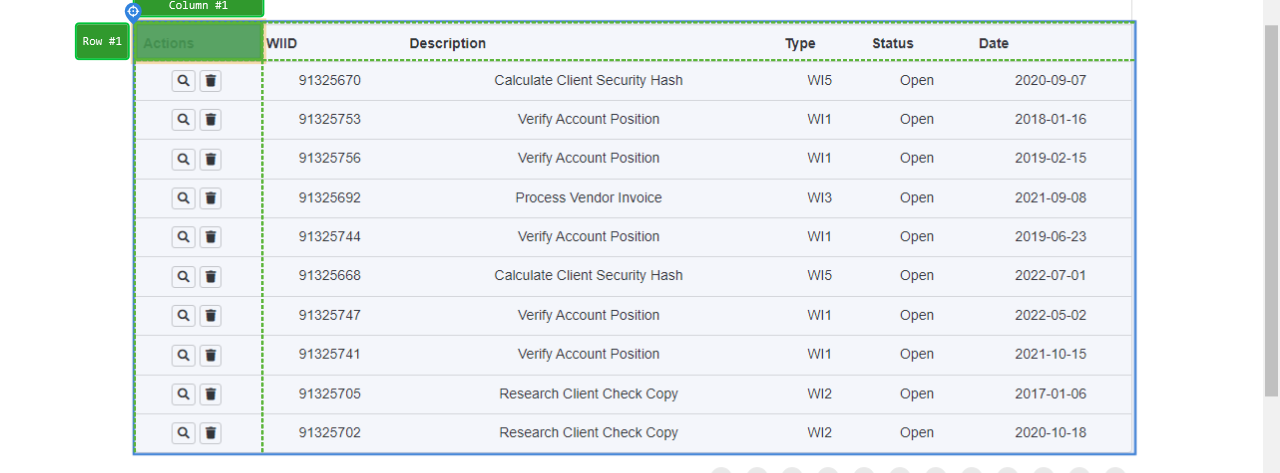 Column #1
Row #1 Actions WIID Description Type Status Date
91325670 Calculate Client Security Hash WI5 Open 2020-09-07
91325753 Verify Account Position WI1 Open 2018-01-16
91325756 Verify Account Position WI1 Open 2019-02-15
91325692 Process Vendor Invoice WI3 Open 2021-09-08
91325744 Verify Account Position WI1 Open 2019-06-23
91325668 Calculate Client Security Hash WI5 Open 2022-07-01
91325747 Verify Account Position WI1 Open 2022-05-02
91325741 Verify Account Position WI1 Open 2021-10-15
91325705 Research Client Check Copy WI2 Open 2017-01-06
91325702 Research Client Check Copy WI2 Open 2020-10-18